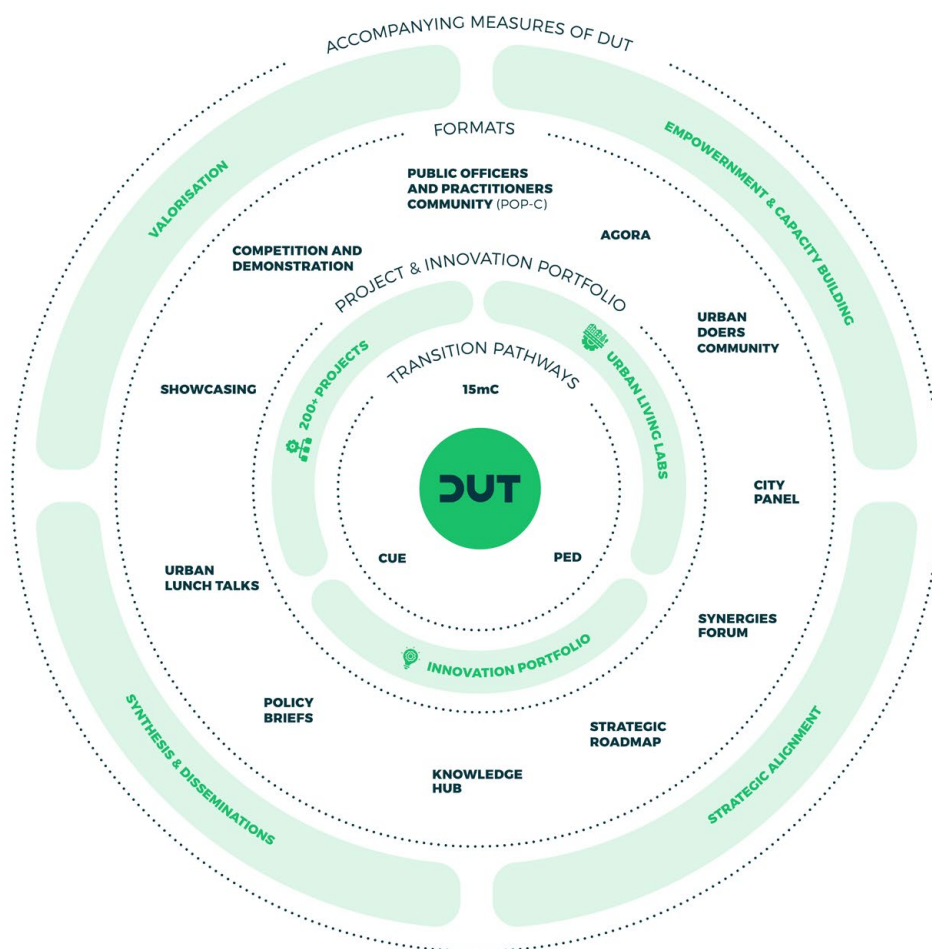 ACCOMPANYING MEASURES OF DUT
VALORISATION
EMPOWERNMENT & CAPACITY BUILDING
FORMATS
PUBLIC OFFICERS
AND PRACTITIONERS
COMMUNITY (POP-C)
AGORA
COMPETITION AND
DEMONSTRATION
PROJECT & INNOVATION PORTFOLIO
URBAN
DOERS
COMMUNITY
200+ PROJECTS
URBAN LIVING LABS
TRANSITION PATHWAYS
15mC
SHOWCASING
DUT
CITY
PANEL
CUE
PED
URBAN
LUNCH TALKS
SYNERGIES
FORUM
INNOVATION PORTFOLIO
POLICY
BRIEFS
STRATEGIC
ROADMAP
KNOWLEDGE
HUB
SYNTHESIS & DISSEMINATIONS
STRATEGIC ALIGNMENT